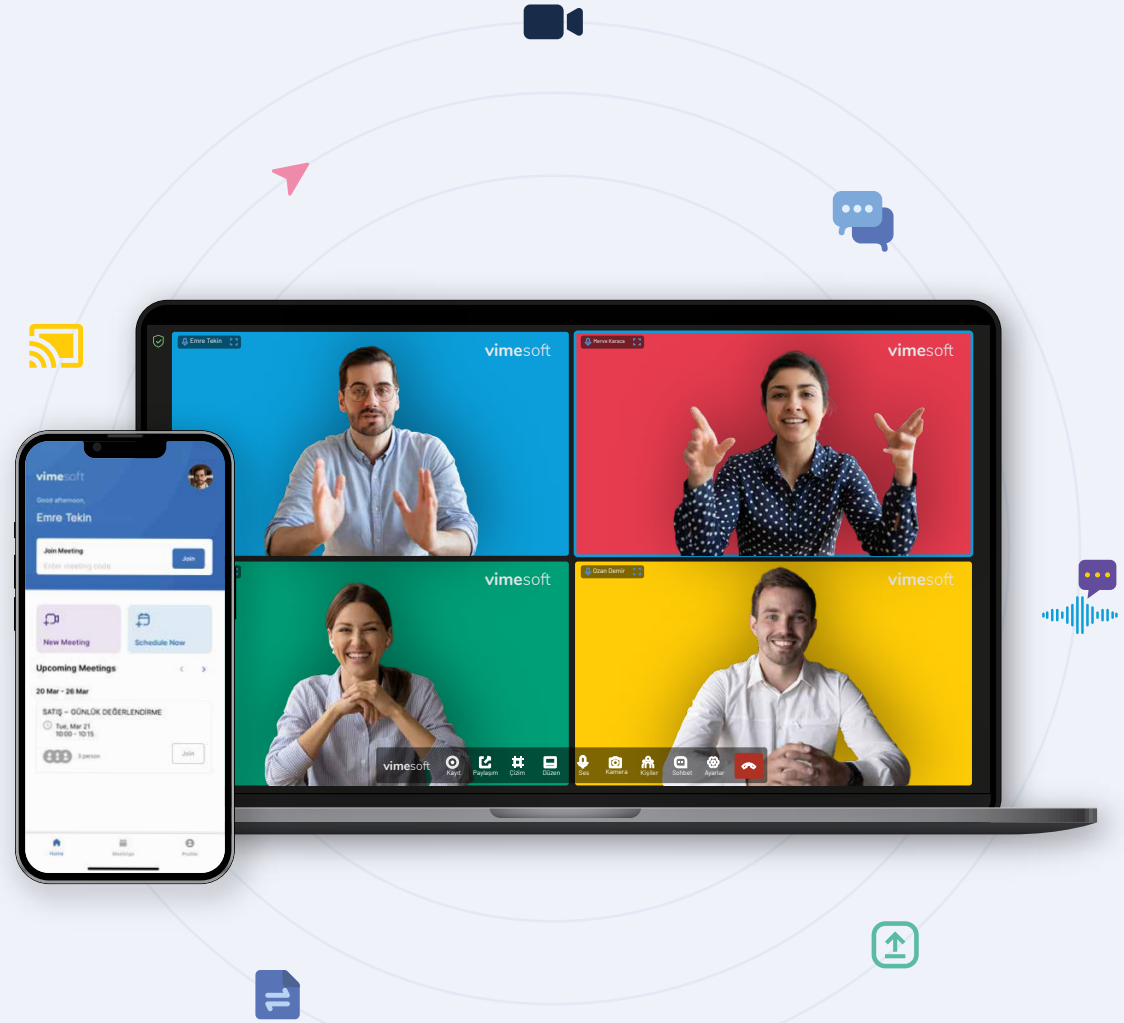 Emre Tekin
vimesoft
Merve Karaca
vimesoft
vimesoft
Ozan Demir
vimesoft
vimesoft
Kayıt
Paylaşım
Çizim
Düzen
Ses
Kamera
Kişiler
Sohbet
Ayarlar
vimesoft
Good afternoon,
Emre Tekin
Join Meeting
Enter meeting code
Join
New Meeting
Schedule Now
Upcoming Meetings
20 Mar - 26 Mar
SATIŞ – GÜNLÜK DEĞERLENDİRME
Tue, Mar 21
10:00 - 10:15
3 person
Join
Home
Meetings
Profile